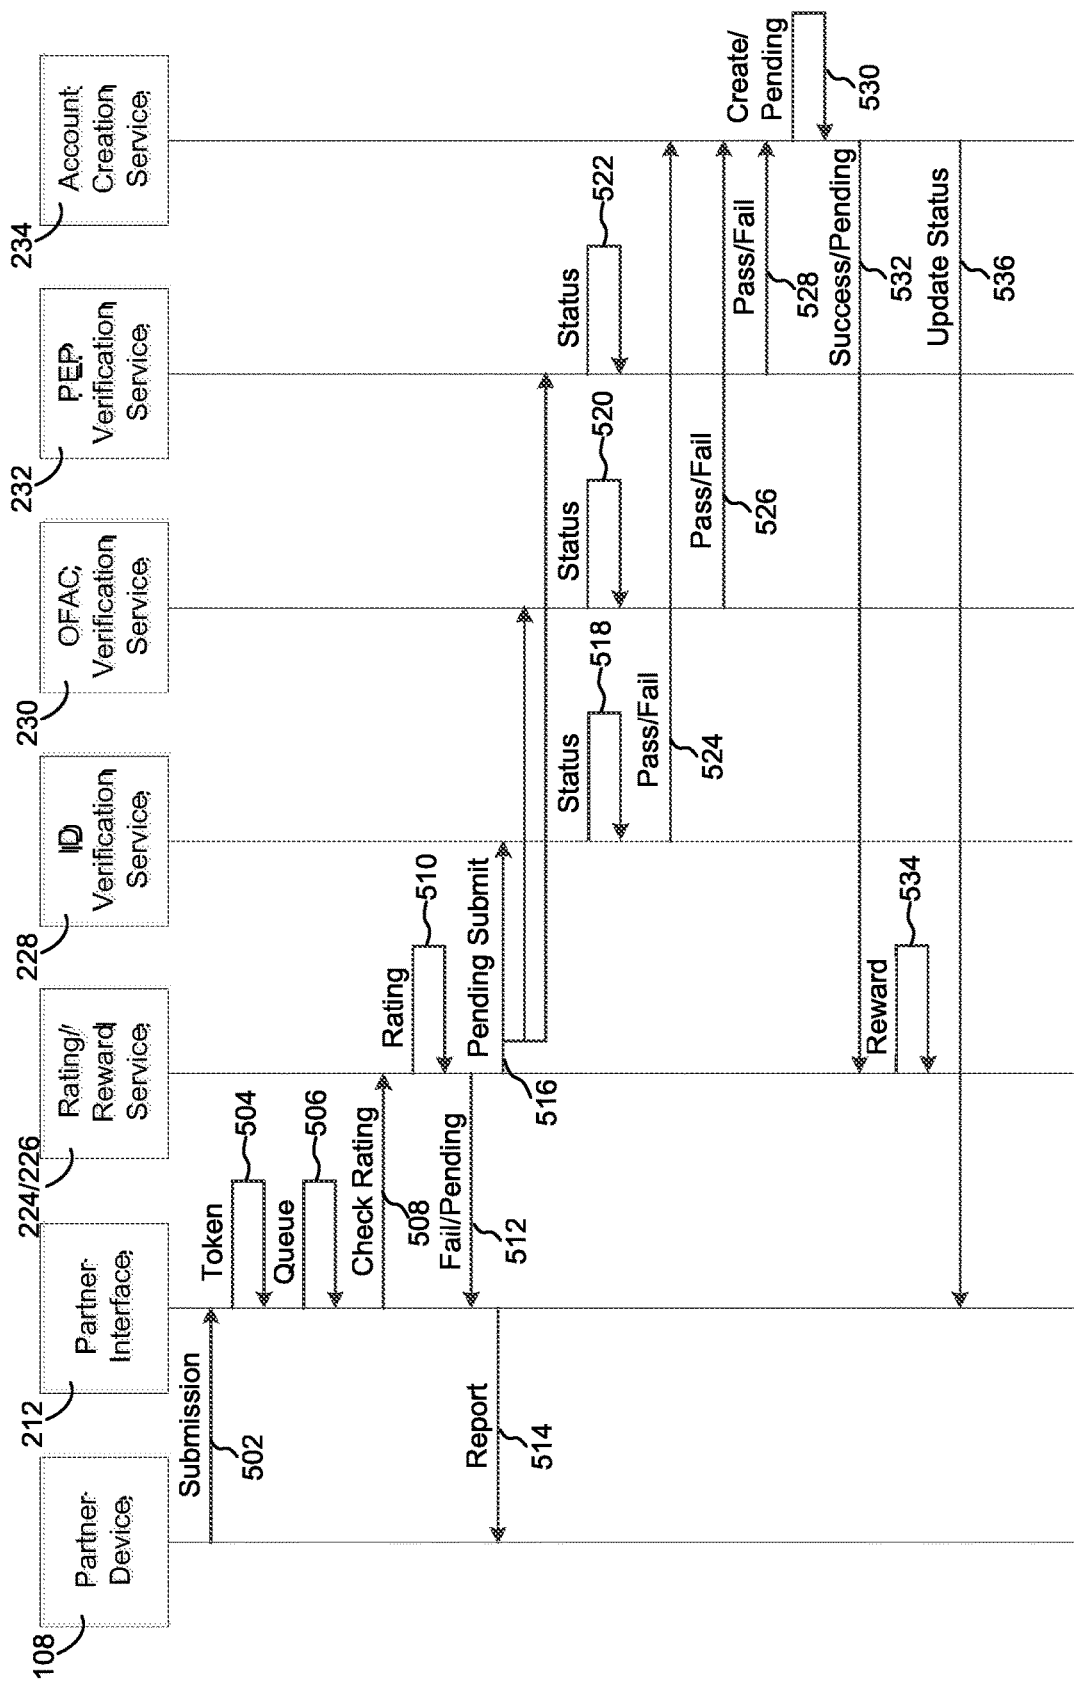 108
Partner
Device
212
Partner
Interface
224/226
Rating/
Reward
Service
228
ID
Verification
Service
230
OFAC
Verification
Service
232
PEP
Verification
Service
234
Account
Creation
Service
Submission
502
Token
504
Queue
506
Check Rating
508
Rating
510
Fail/Pending
512
Report
514
Pending Submit
516
Status
518
Status
520
Status
522
Pass/Fail
524
Pass/Fail
526
Pass/Fail
528
Create/
Pending
530
Success/Pending
532
Reward
534
Update Status
536